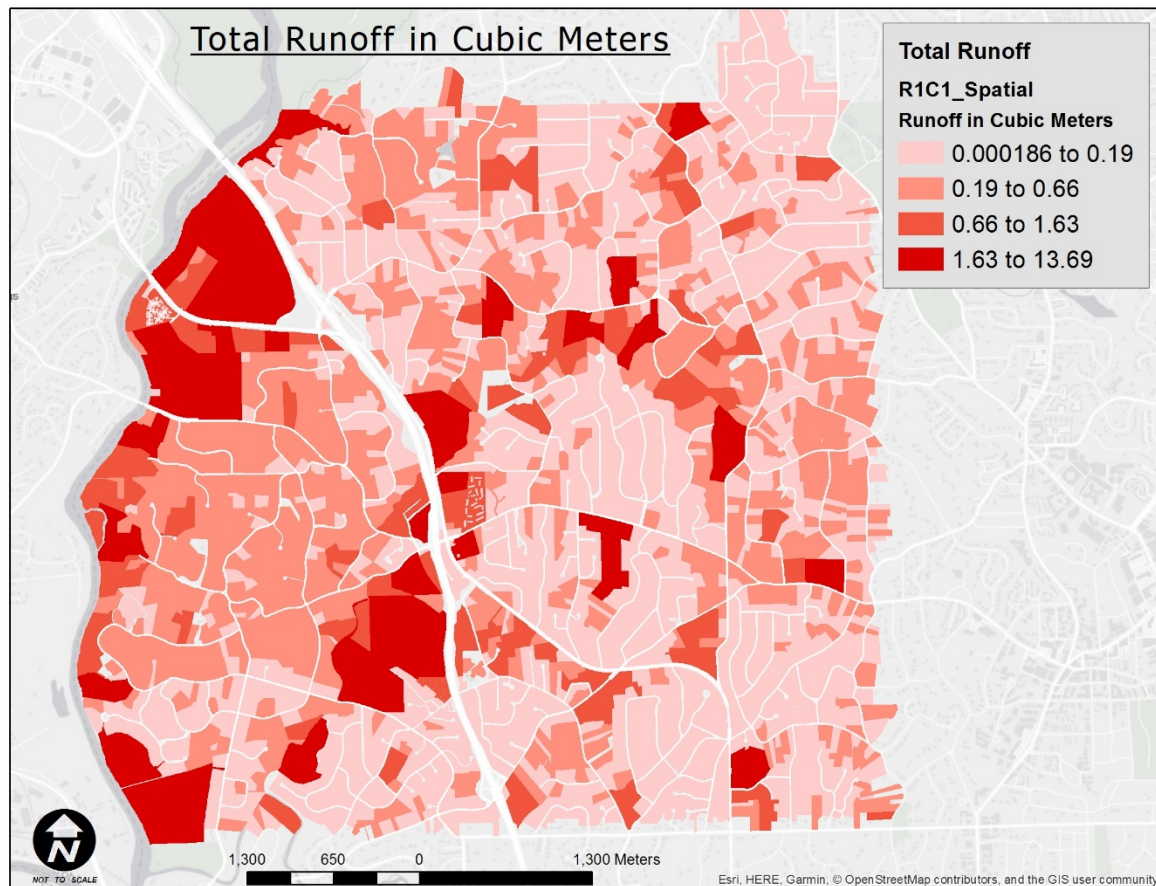 Total Runoff in Cubic Meters
Total Runoff
R1C1_Spatial
Runoff in Cubic Meters
0.000186 to 0.19
0.19 to 0.66
0.66 to 1.63
1.63 to 13.69
N
NOT TO SCALE
1,300 650 0 1,300 Meters
Esri, HERE, Garmin, © OpenStreetMap contributors, and the GIS user community